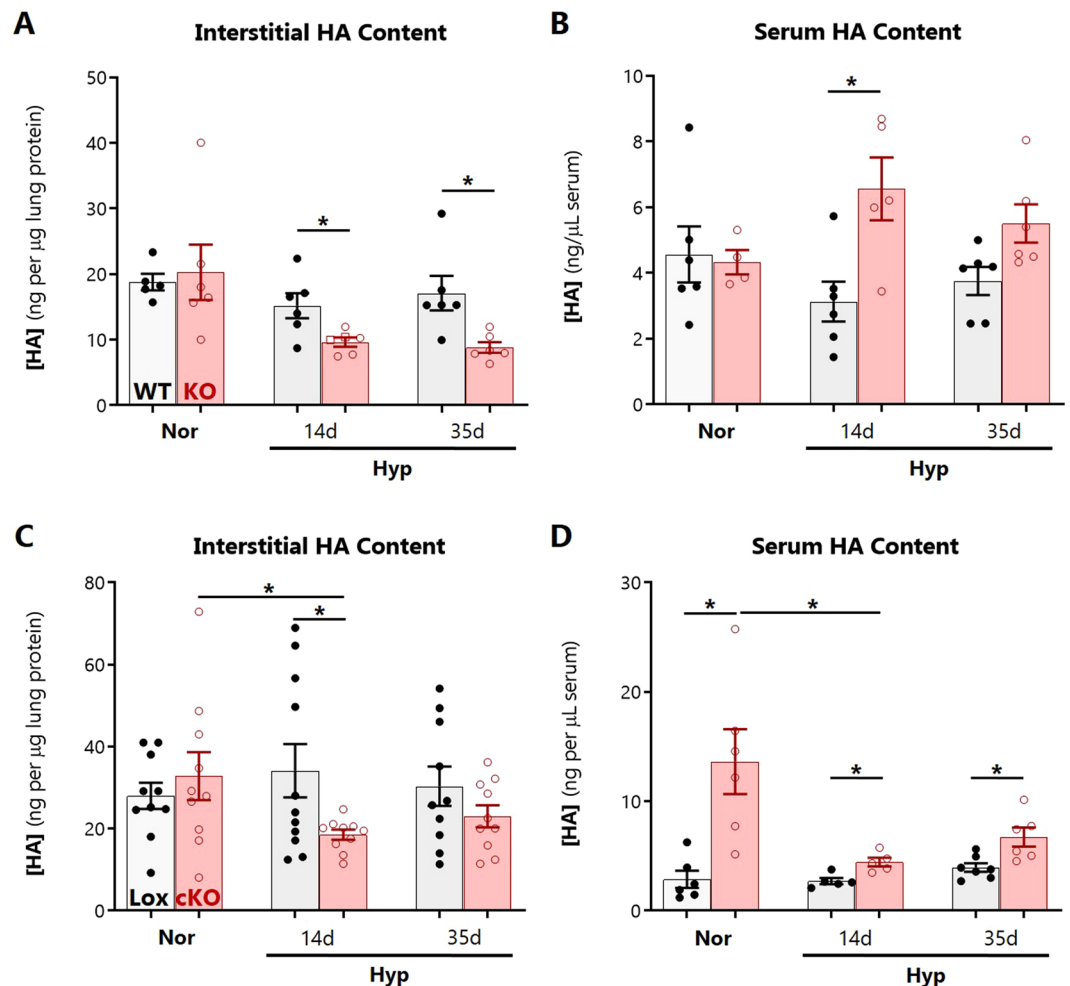 A
Interstitial HA Content
[HA] (ng per μg lung protein)
50
40
30
20
10
0
*
*
WT KO
Nor
14d
35d
Hyp
B
Serum HA Content
[HA] (ng/μL serum)
10
8
6
4
2
0
*
Nor
14d
35d
Hyp
C
Interstitial HA Content
[HA] (ng per μg lung protein)
80
60
40
20
0
*
*
Lox cKO
Nor
14d
35d
Hyp
D
Serum HA Content
[HA] (ng per μL serum)
30
20
10
0
*
*
*
*
Nor
14d
35d
Hyp